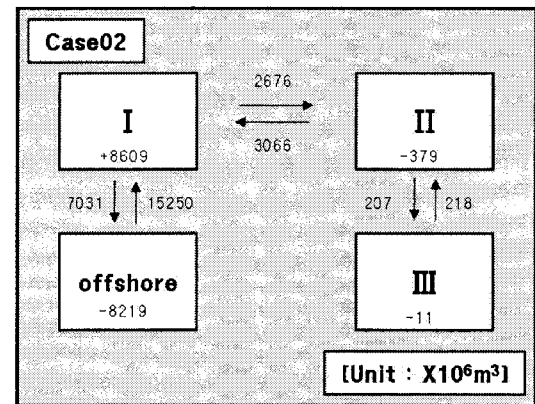 Case02
2676
I
II
+8609
3066
-379
7031
15250
207
218
offshore
III
-8219
-11
[Unit : X10⁶m³]